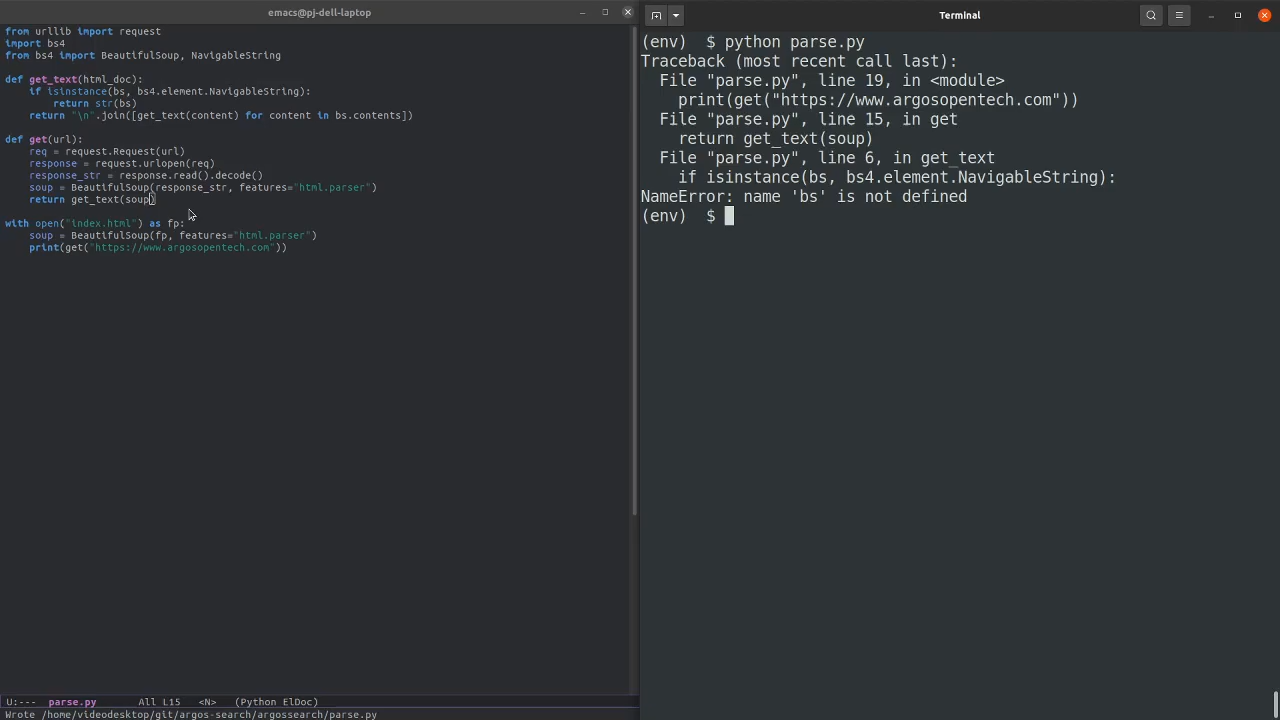 emacs@pj-dell-laptop
from urllib import request
import bs4
from bs4 import BeautifulSoup, NavigableString
def get_text(html_doc):
    if isinstance(bs, bs4.element.NavigableString):
        return str(bs)
    return "\n".join([get_text(content) for content in bs.contents])
def get(url):
    req = request.Request(url)
    response = request.urlopen(req)
    response_str = response.read().decode()
    soup = BeautifulSoup(response_str, features="html.parser")
    return get_text(soup)
with open("index.html") as fp:
    soup = BeautifulSoup(fp, features="html.parser")
    print(get("https://www.argosopentech.com"))
U:--- parse.py All L15 <N> (Python ElDoc)
Wrote /home/videodesktop/git/argos-search/argossearch/parse.py
Terminal
(env) $ python parse.py
Traceback (most recent call last):
  File "parse.py", line 19, in <module>
    print(get("https://www.argosopentech.com"))
  File "parse.py", line 15, in get
    return get_text(soup)
  File "parse.py", line 6, in get_text
    if isinstance(bs, bs4.element.NavigableString):
NameError: name 'bs' is not defined
(env) $